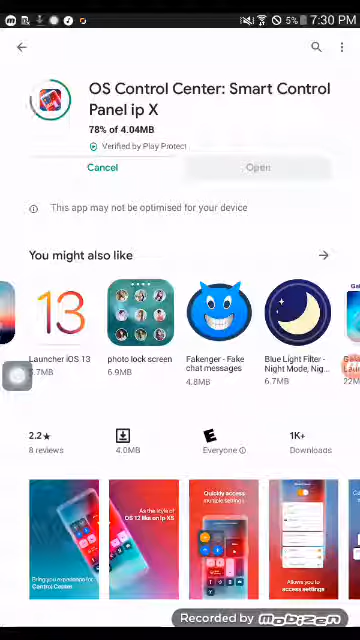 5% 7:30 PM
OS Control Center: Smart Control
Panel ip X
78% of 4.04MB
Verified by Play Protect
Cancel
Open
This app may not be optimised for your device
You might also like
13
Launcher iOS 13
3.7MB
photo lock screen
6.9MB
Fakenger - Fake
chat messages
4.8MB
Blue Light Filter -
Night Mode, Nig...
6.7MB
22M
2.2★
8 reviews
4.0MB
E
Everyone
1K+
Downloads
Bring you experience for
Control Center
As the style of
OS 12 like on Ip XS
Quickly access
multiple settings
Allows you to
access settings
Recorded by Mobizen